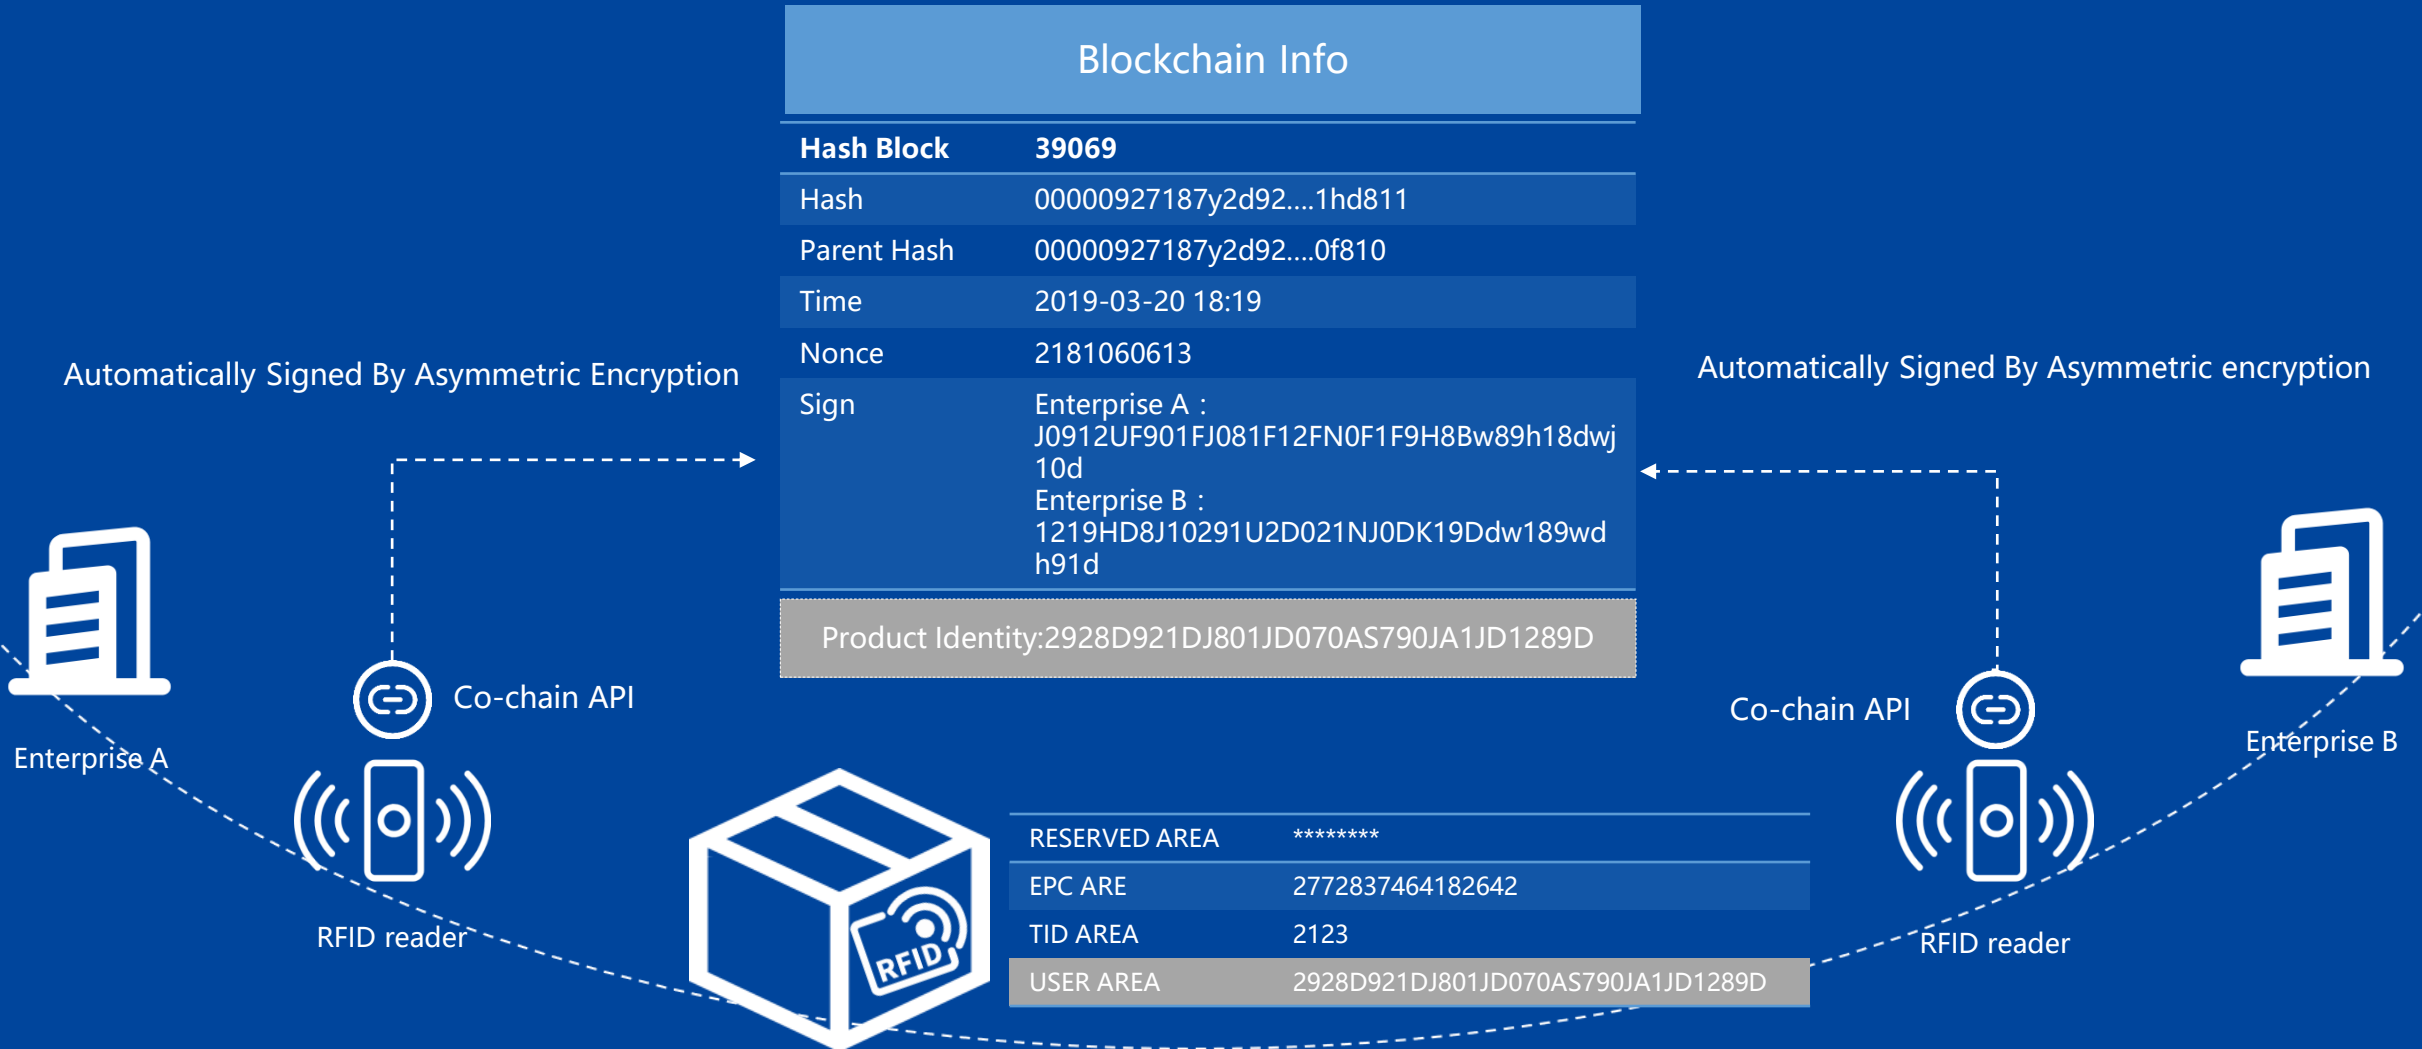 Blockchain Info
Hash Block 39069
Hash 00000927187y2d92....1hd811
Parent Hash 00000927187y2d92....0f810
Time 2019-03-20 18:19
Nonce 2181060613
Sign Enterprise A：
J0912UF901FJ081F12FN0F1F9H8Bw89h18dwj
10d
Enterprise B：
1219HD8J10291U2D021NJ0DK19Ddw189wd
h91d
Product Identity:2928D921DJ801JD070AS790JA1JD1289D
Automatically Signed By Asymmetric Encryption
Automatically Signed By Asymmetric encryption
Enterprise A
Co-chain API
RFID reader
Co-chain API
Enterprise B
RFID reader
RFID
RESERVED AREA ********
EPC ARE 2772837464182642
TID AREA 2123
USER AREA 2928D921DJ801JD070AS790JA1JD1289D